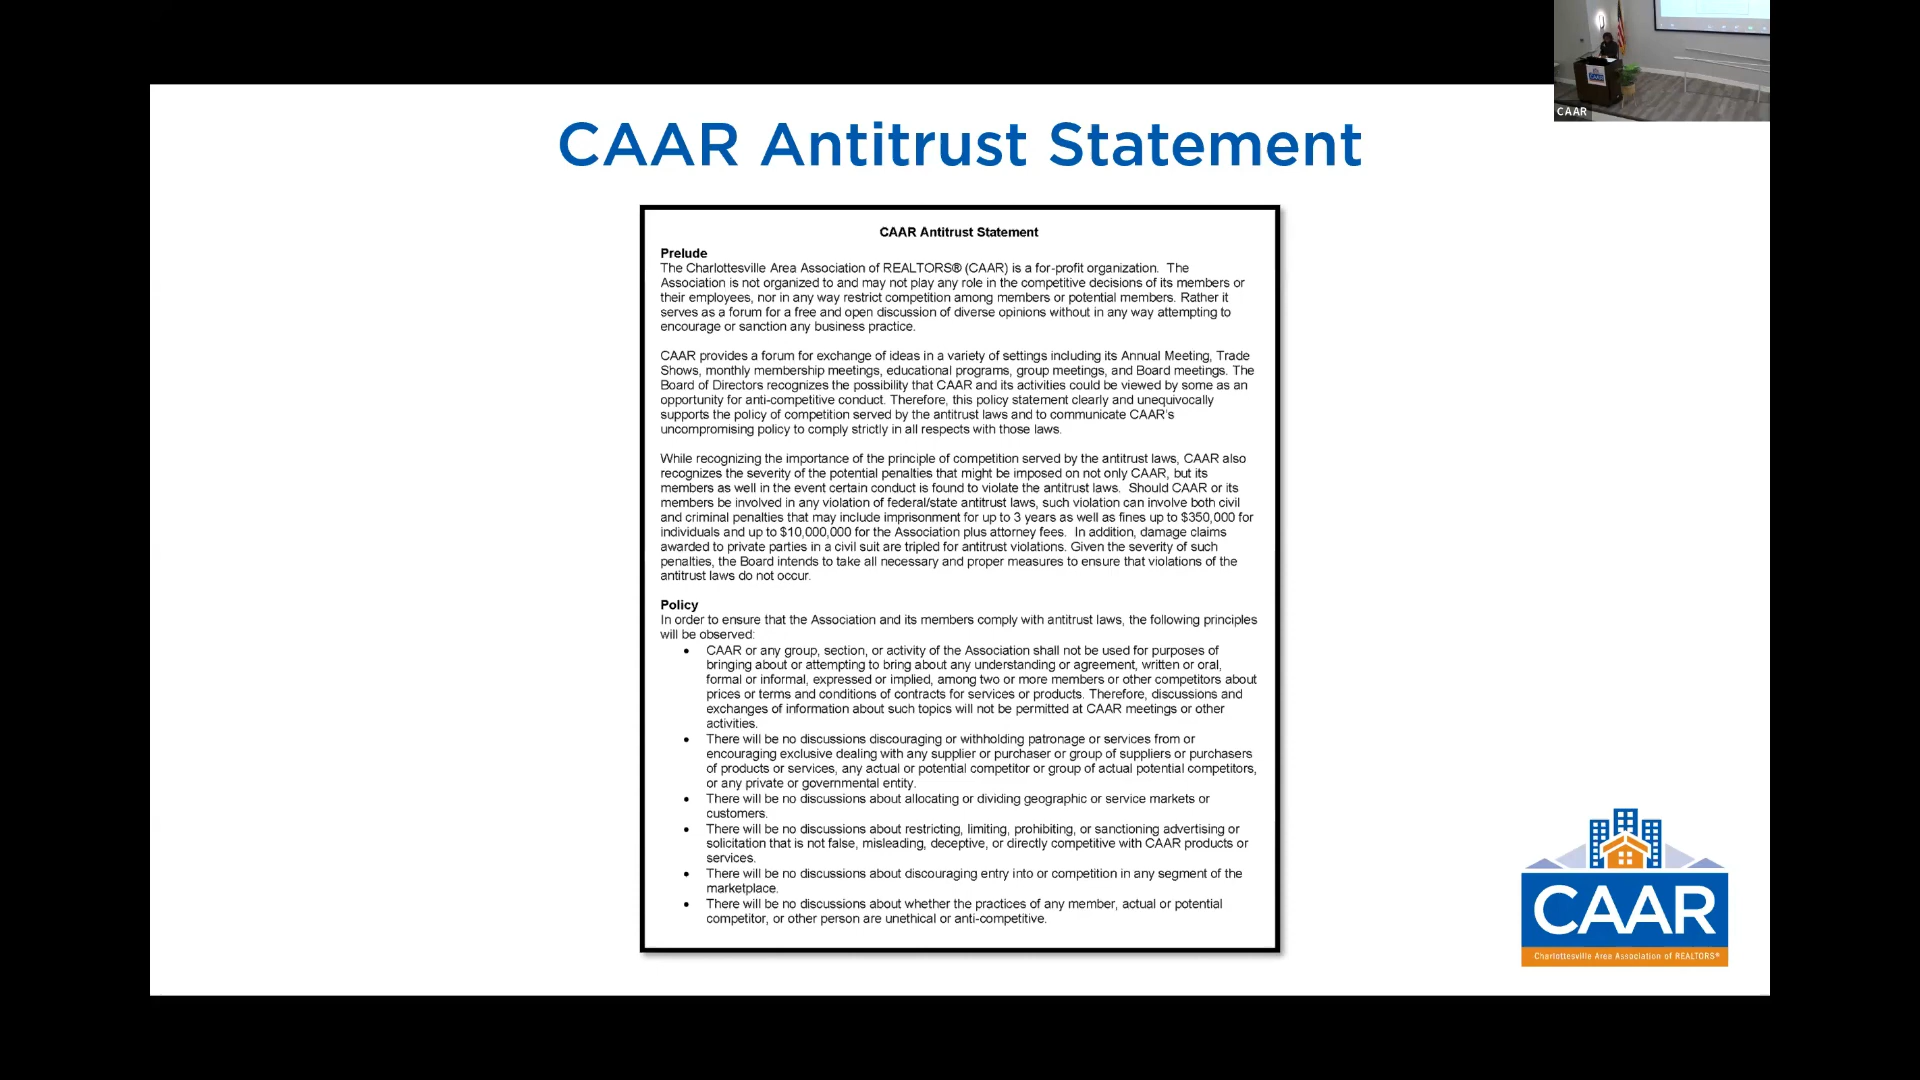 CAAR
CAAR Antitrust Statement
CAAR Antitrust Statement
Prelude
The Charlottesville Area Association of REALTORS® (CAAR) is a for-profit organization.  The
Association is not organized to and may not play any role in the competitive decisions of its members or
their employees, nor in any way restrict competition among members or potential members. Rather it
serves as a forum for a free and open discussion of diverse opinions without in any way attempting to
encourage or sanction any business practice.
CAAR provides a forum for exchange of ideas in a variety of settings including its Annual Meeting, Trade
Shows, monthly membership meetings, educational programs, group meetings, and Board meetings. The
Board of Directors recognizes the possibility that CAAR and its activities could be viewed by some as an
opportunity for anti-competitive conduct. Therefore, this policy statement clearly and unequivocally
supports the policy of competition served by the antitrust laws and to communicate CAAR's
uncompromising policy to comply strictly in all respects with those laws.
While recognizing the importance of the principle of competition served by the antitrust laws, CAAR also
recognizes the severity of the potential penalties that might be imposed on not only CAAR, but its
members as well in the event certain conduct is found to violate the antitrust laws.  Should CAAR or its
members be involved in any violation of federal/state antitrust laws, such violation can involve both civil
and criminal penalties that may include imprisonment for up to 3 years as well as fines up to $350,000 for
individuals and up to $10,000,000 for the Association plus attorney fees.  In addition, damage claims
awarded to private parties in a civil suit are tripled for antitrust violations. Given the severity of such
penalties, the Board intends to take all necessary and proper measures to ensure that violations of the
antitrust laws do not occur.
Policy
In order to ensure that the Association and its members comply with antitrust laws, the following principles
will be observed:
• CAAR or any group, section, or activity of the Association shall not be used for purposes of
bringing about or attempting to bring about any understanding or agreement, written or oral,
formal or informal, expressed or implied, among two or more members or other competitors about
prices or terms and conditions of contracts for services or products. Therefore, discussions and
exchanges of information about such topics will not be permitted at CAAR meetings or other
activities.
• There will be no discussions discouraging or withholding patronage or services from or
encouraging exclusive dealing with any supplier or purchaser or group of suppliers or purchasers
of products or services, any actual or potential competitor or group of actual potential competitors,
or any private or governmental entity.
• There will be no discussions about allocating or dividing geographic or service markets or
customers.
• There will be no discussions about restricting, limiting, prohibiting, or sanctioning advertising or
solicitation that is not false, misleading, deceptive, or directly competitive with CAAR products or
services.
• There will be no discussions about discouraging entry into or competition in any segment of the
marketplace.
• There will be no discussions about whether the practices of any member, actual or potential
competitor, or other person are unethical or anti-competitive.
CAAR
Charlottesville Area Association of REALTORS®